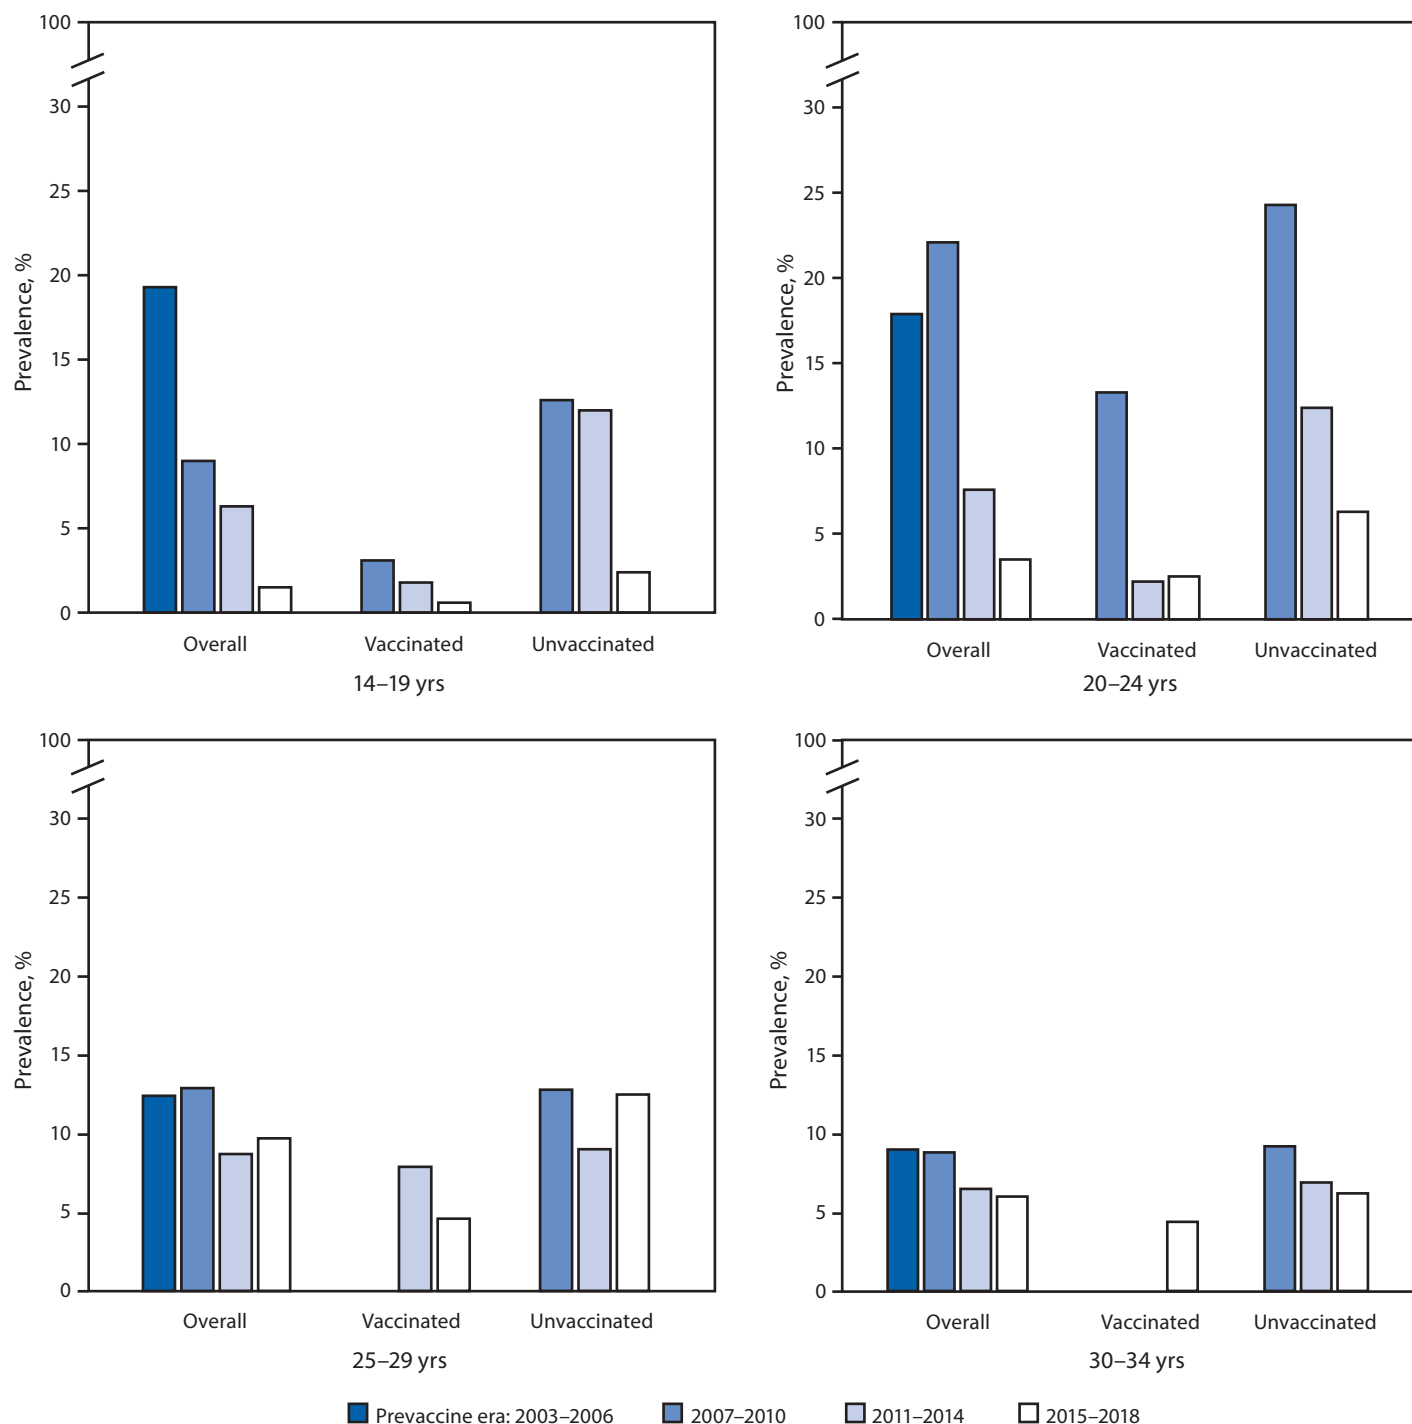 100
30
25
20
15
10
5
0
Prevalence, %
Overall Vaccinated Unvaccinated
14–19 yrs
100
30
25
20
15
10
5
0
Prevalence, %
Overall Vaccinated Unvaccinated
20–24 yrs
100
30
25
20
15
10
5
0
Prevalence, %
Overall Vaccinated Unvaccinated
25–29 yrs
100
30
25
20
15
10
5
0
Prevalence, %
Overall Vaccinated Unvaccinated
30–34 yrs
Prevaccine era: 2003–2006 2007–2010 2011–2014 2015–2018